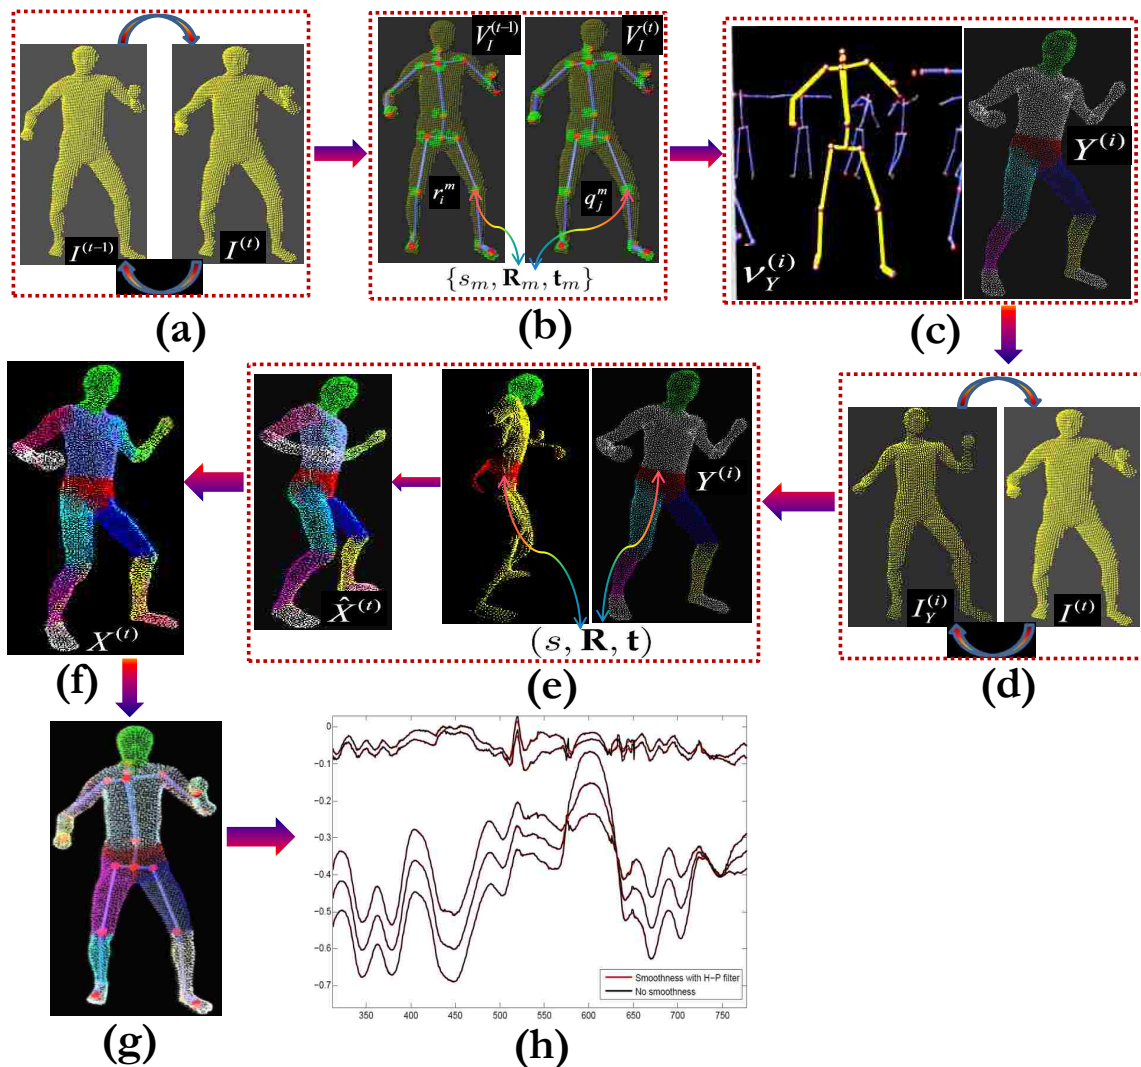 I^{(t-1)}
I^{(t)}
(a)
V_I^{(t-1)}
V_I^{(t)}
r_i^m
q_j^m
{s_m, R_m, t_m}
(b)
V_Y^{(i)}
Y^{(i)}
(c)
I_Y^{(i)}
I^{(t)}
(d)
Y^{(i)}
X̂^{(t)}
(s, R, t)
(e)
X^{(t)}
(f)
(g)
0
−0.1
−0.2
−0.3
−0.4
−0.5
−0.6
−0.7
350
400
450
500
550
600
650
700
750
Smoothness with H−P filter
No smoothness
(h)